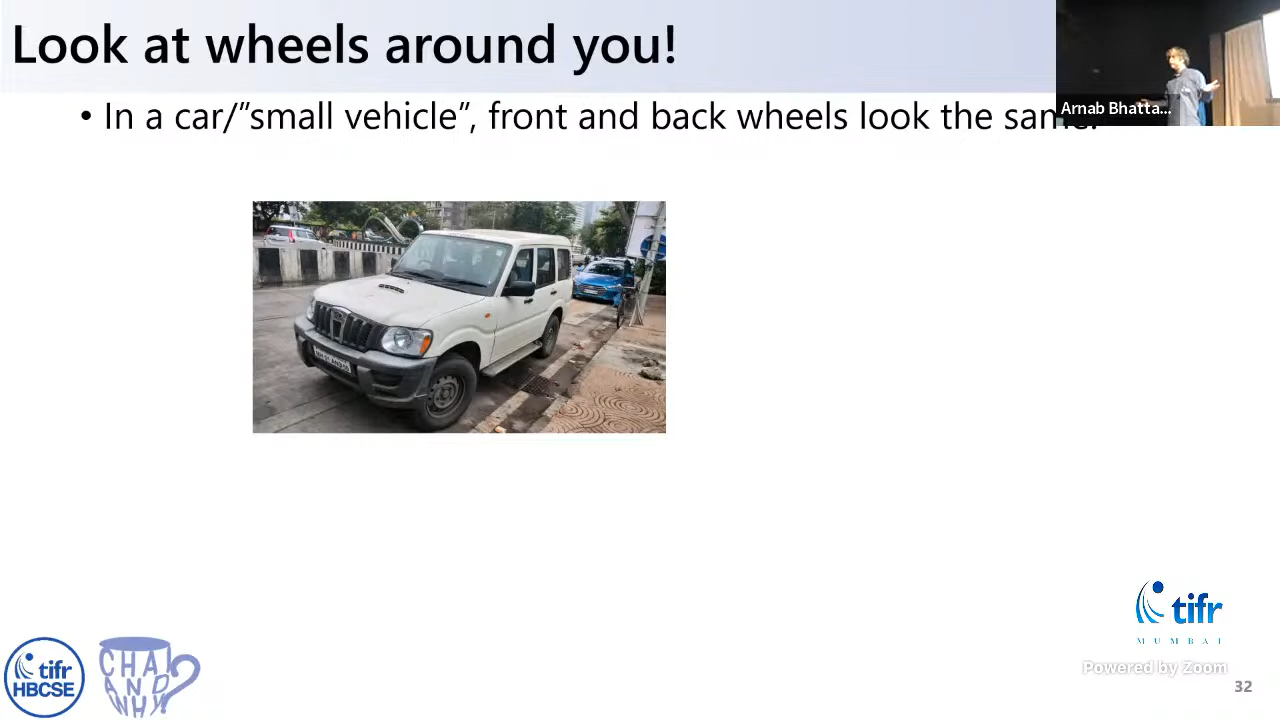 Look at wheels around you!
Arnab Bhatta...
• In a car/”small vehicle”, front and back wheels look the same.
tifr
MUMBAI
tifr
HBCSE
CHAI
AND
WHY?
Powered by Zoom
32